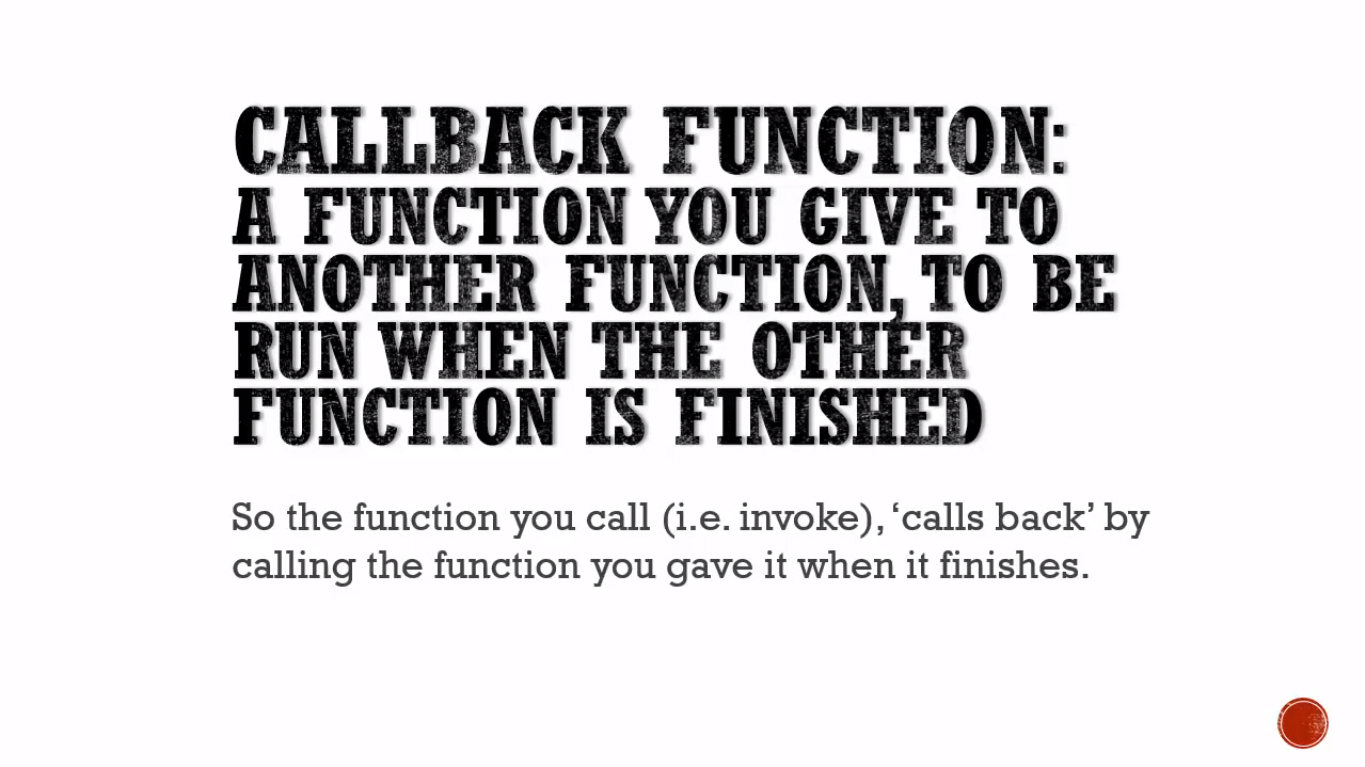 CALLBACK FUNCTION:
A FUNCTION YOU GIVE TO
ANOTHER FUNCTION, TO BE
RUN WHEN THE OTHER
FUNCTION IS FINISHED
So the function you call (i.e. invoke), ‘calls back’ by
calling the function you gave it when it finishes.